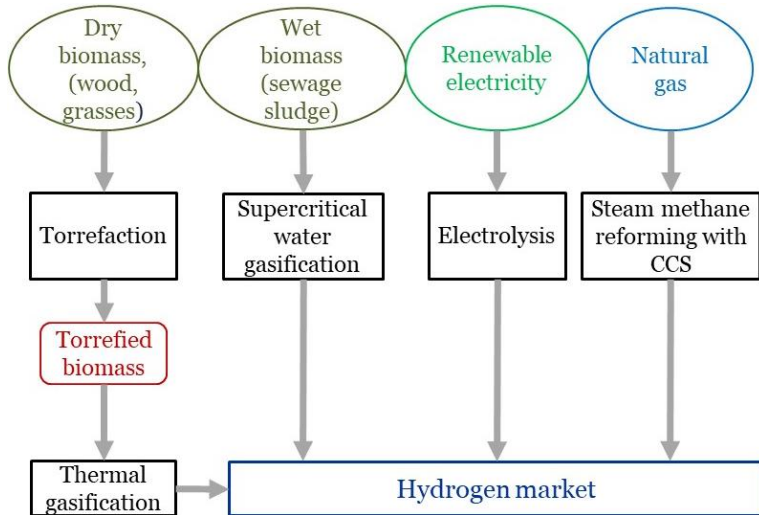 Dry
biomass,
(wood,
grasses)
Wet
biomass
(sewage
sludge)
Renewable
electricity
Natural
gas
Torrefaction
Supercritical
water
gasification
Electrolysis
Steam methane
reforming with
CCS
Torrefied
biomass
Thermal
gasification
Hydrogen market